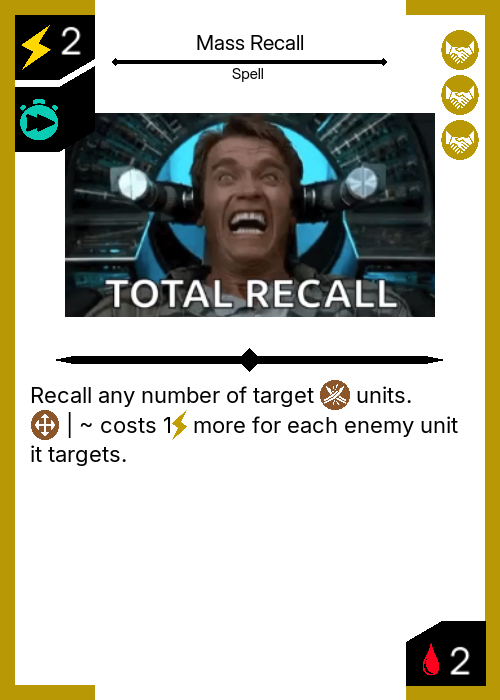 2
Mass Recall
Spell
TOTAL RECALL
Recall any number of target units.
| ~ costs 1 more for each enemy unit
it targets.
2